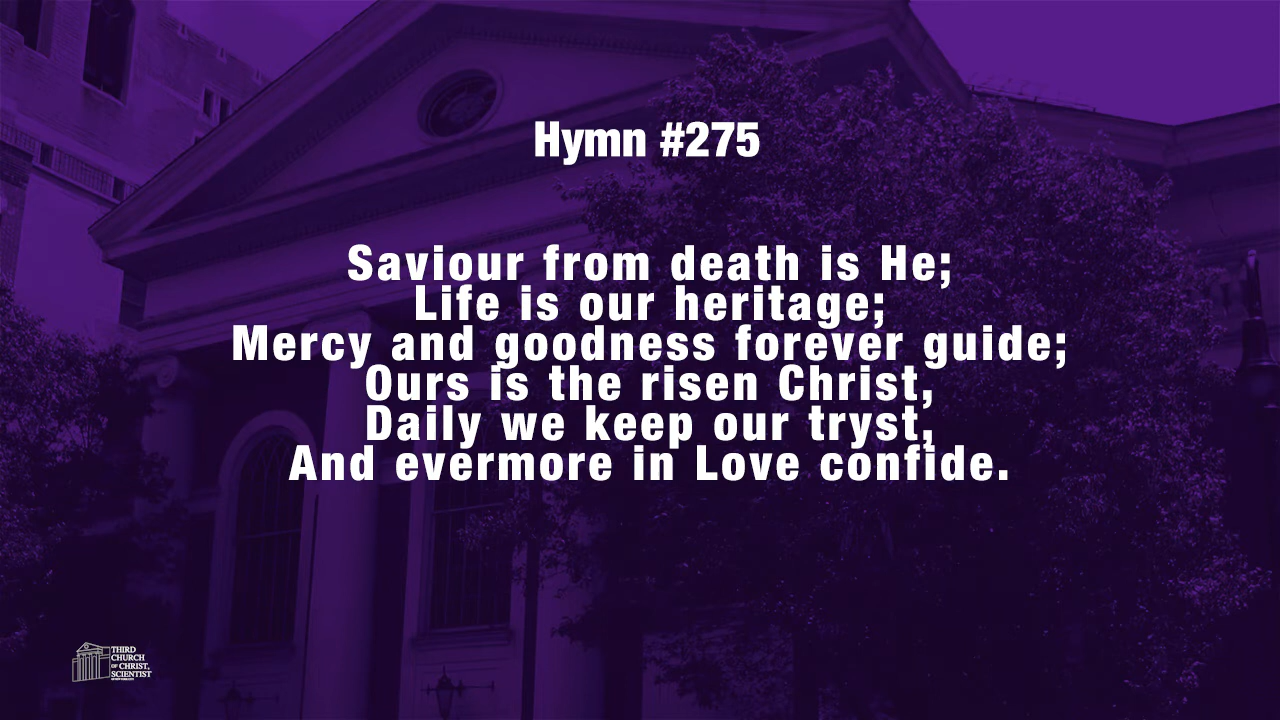 Hymn #275
Saviour from death is He;
Life is our heritage;
Mercy and goodness forever guide;
Ours is the risen Christ,
Daily we keep our tryst,
And evermore in Love confide.
THIRD
CHURCH
OF CHRIST,
SCIENTIST